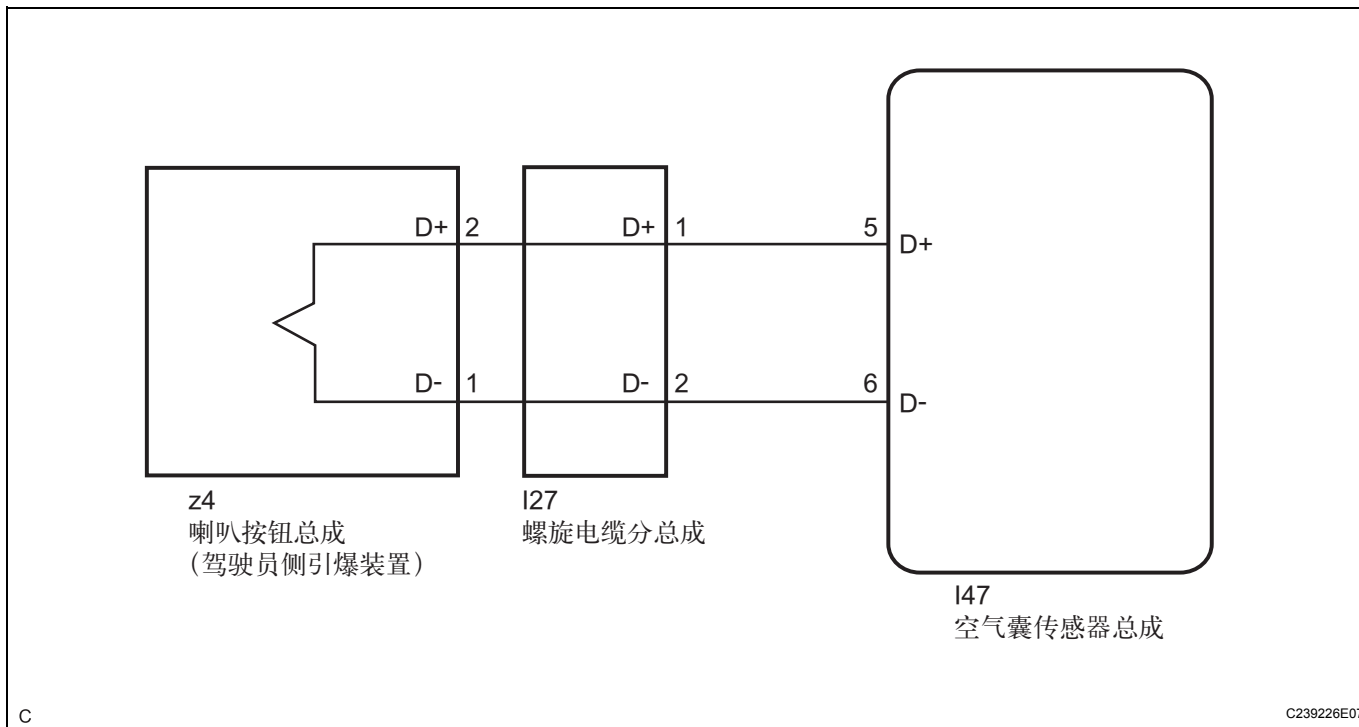 D+ 2 D+ 1 5 D+
D- 1 D- 2 6 D-
z4
喇叭按钮总成
(驾驶员侧引爆装置)
I27
螺旋电缆分总成
I47
空气囊传感器总成
C
C239226E07